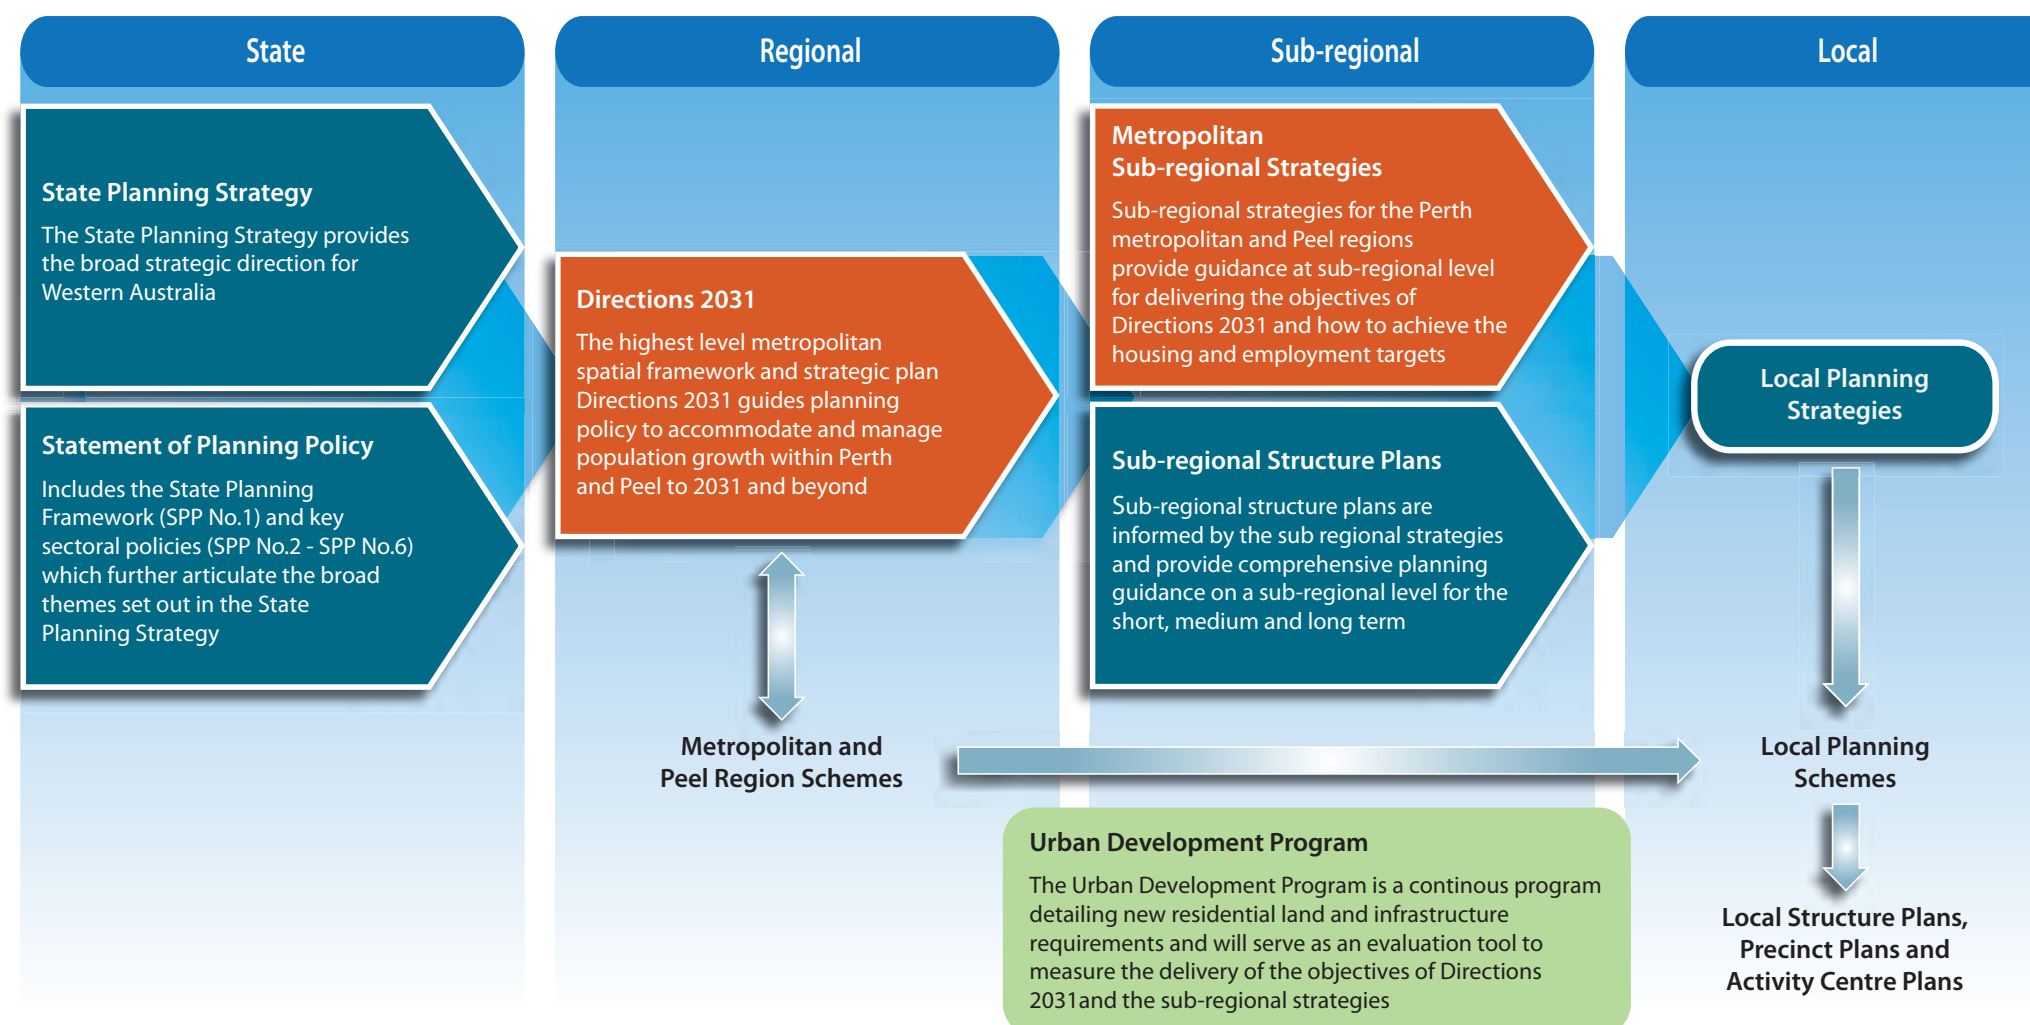 State
Regional
Sub-regional
Local
State Planning Strategy
The State Planning Strategy provides
the broad strategic direction for
Western Australia
Statement of Planning Policy
Includes the State Planning
Framework (SPP No.1) and key
sectoral policies (SPP No.2 - SPP No.6)
which further articulate the broad
themes set out in the State
Planning Strategy
Directions 2031
The highest level metropolitan
spatial framework and strategic plan
Directions 2031 guides planning
policy to accommodate and manage
population growth within Perth
and Peel to 2031 and beyond
Metropolitan and
Peel Region Schemes
Metropolitan
Sub-regional Strategies
Sub-regional strategies for the Perth
metropolitan and Peel regions
provide guidance at sub-regional level
for delivering the objectives of
Directions 2031 and how to achieve the
housing and employment targets
Sub-regional Structure Plans
Sub-regional structure plans are
informed by the sub regional strategies
and provide comprehensive planning
guidance on a sub-regional level for the
short, medium and long term
Urban Development Program
The Urban Development Program is a continous program
detailing new residential land and infrastructure
requirements and will serve as an evaluation tool to
measure the delivery of the objectives of Directions
2031and the sub-regional strategies
Local Planning
Strategies
Local Planning
Schemes
Local Structure Plans,
Precinct Plans and
Activity Centre Plans